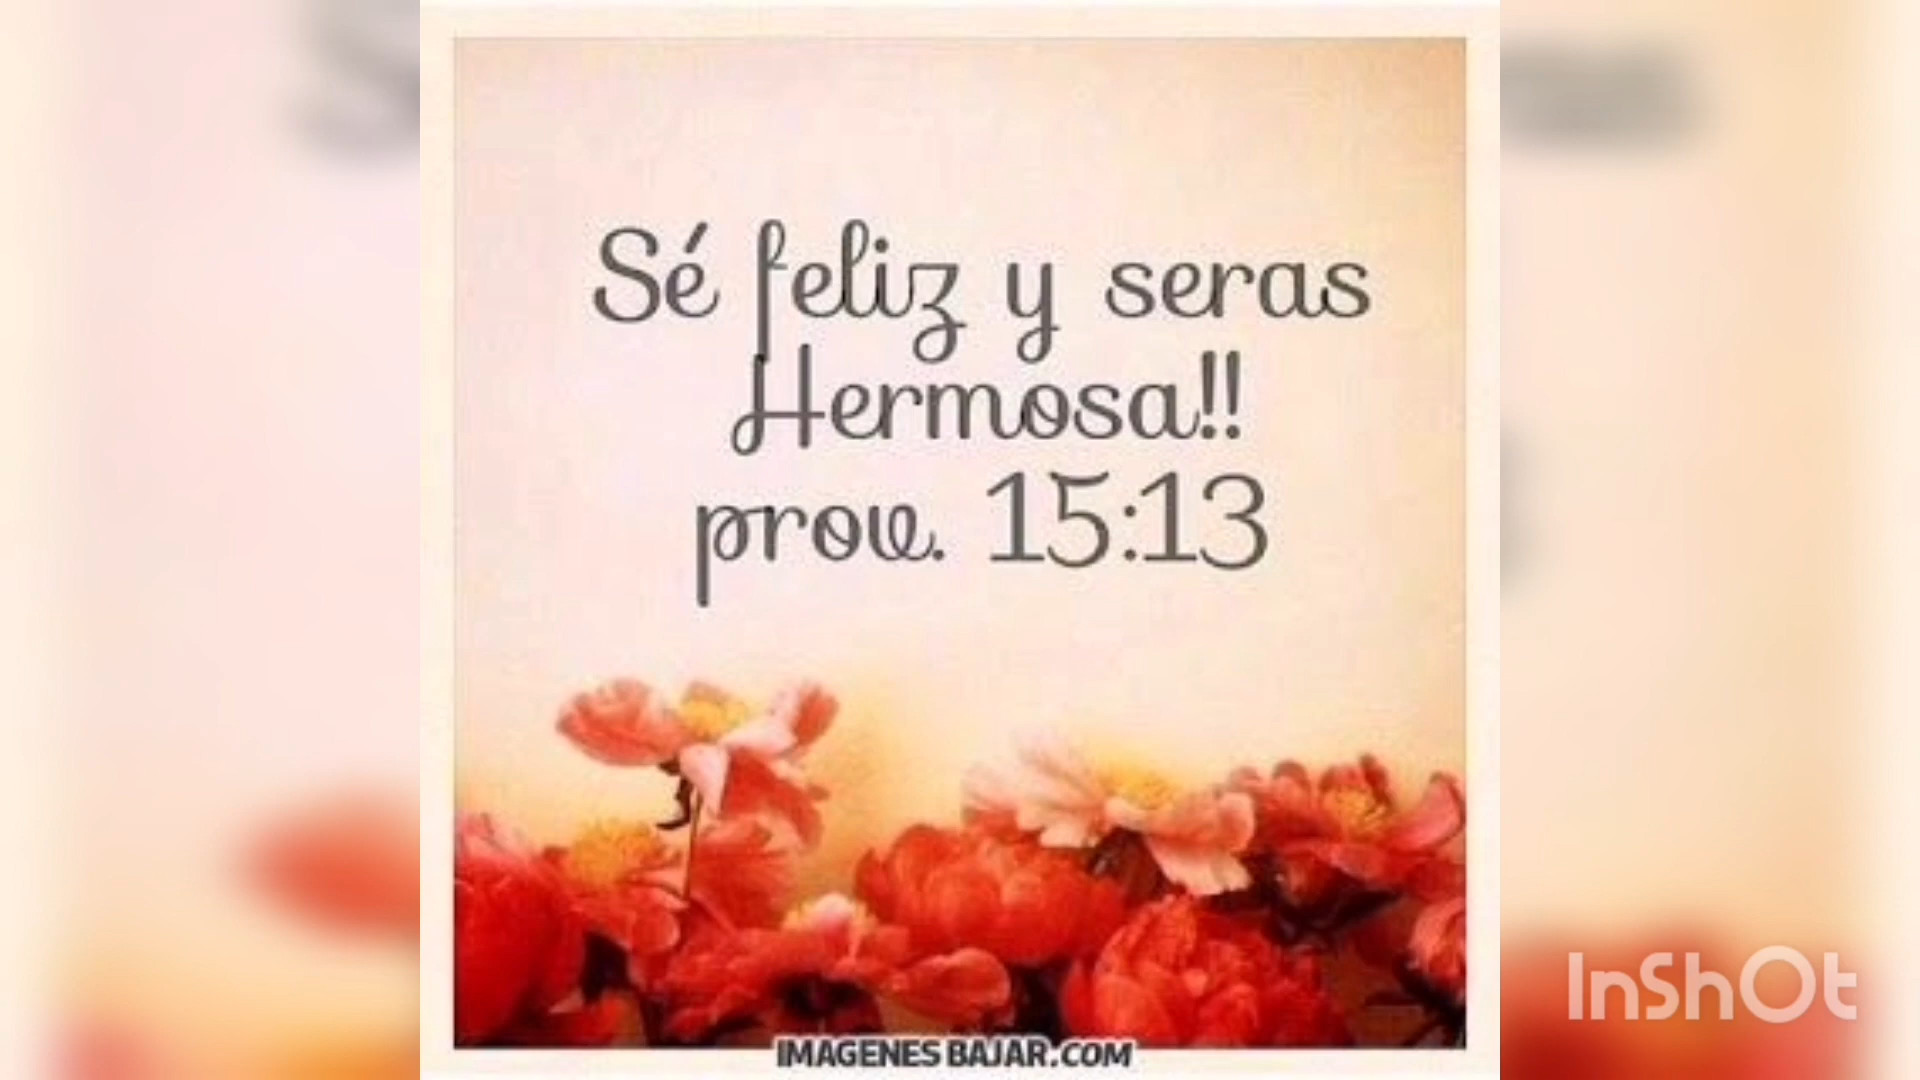 Sé feliz y seras
Hermosa!!
prov. 15:13
IMAGENES BAJAR.COM
InShOt